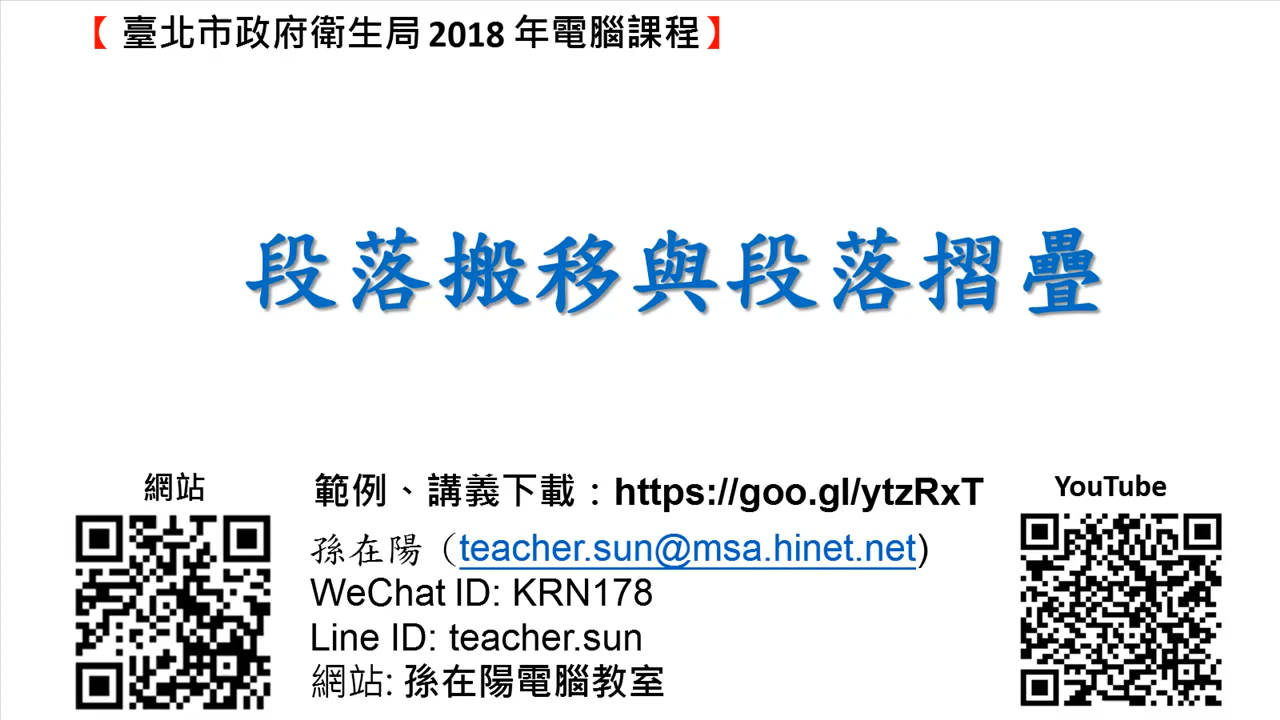 【 臺北市政府衛生局 2018 年電腦課程】
段落搬移與段落摺疊
網站
範例、講義下載：https://goo.gl/ytzRxT
YouTube
孫在陽（teacher.sun@msa.hinet.net)
WeChat ID: KRN178
Line ID: teacher.sun
網站: 孫在陽電腦教室